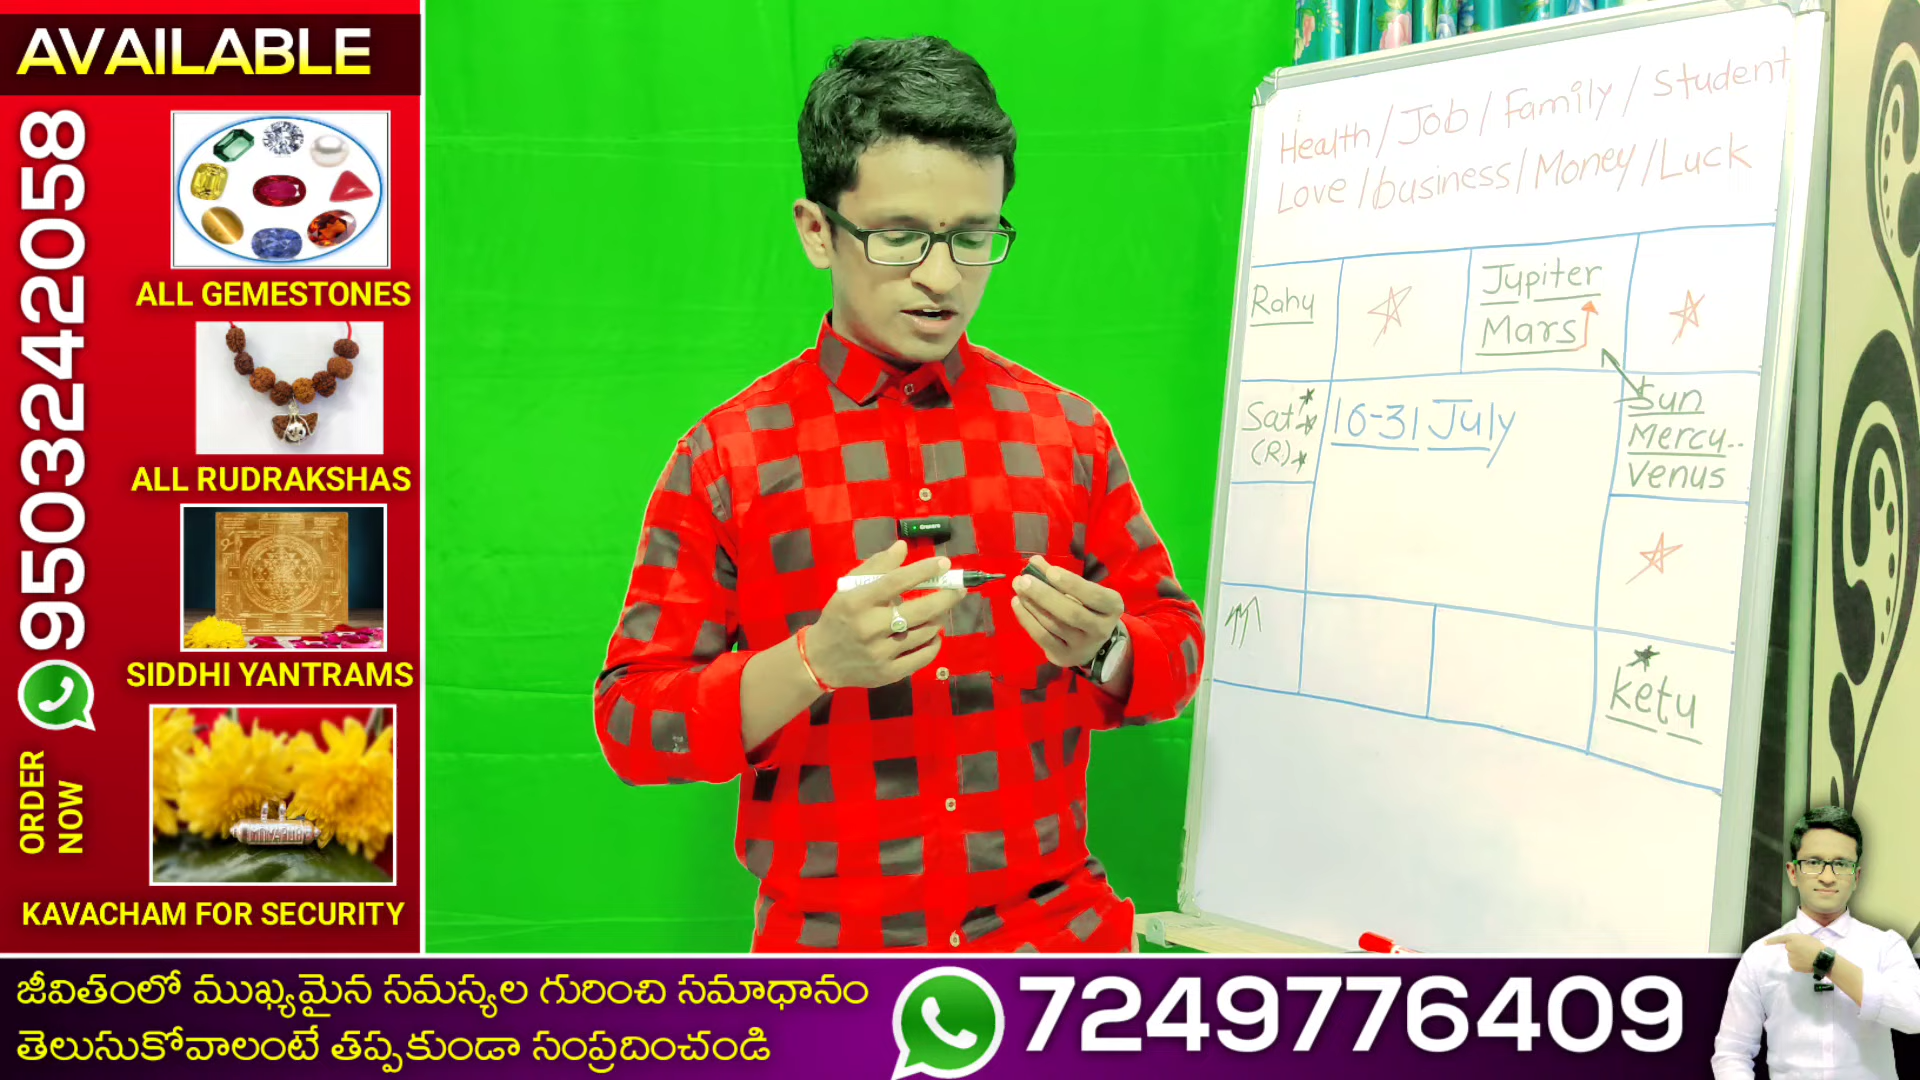 AVAILABLE
9503242058
ORDER
NOW
ALL GEMESTONES
ALL RUDRAKSHAS
SIDDHI YANTRAMS
KAVACHAM FOR SECURITY
Health / Job / Family / Student
Love / business / Money / Luck
Rahu
Jupiter
Mars
Sat
(R)
16-31 July
Sun
Mercu..
Venus
Ketu
జీవితంలో ముఖ్యమైన సమస్యల గురించి సమాధానం
తెలుసుకోవాలంటే తప్పకుండా సంప్రదించండి
7249776409